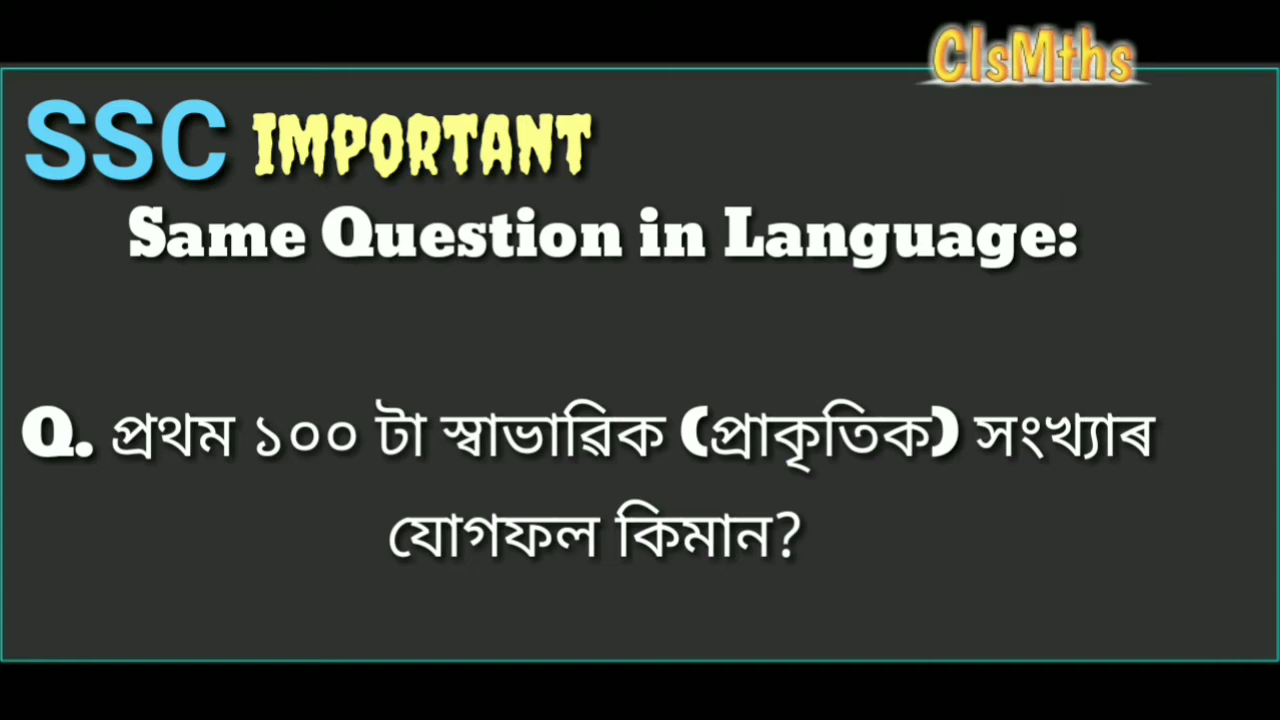 ClsMths
SSC IMPORTANT
Same Question in Language:
Q. প্ৰথম ১০০ টা স্বাভাৱিক (প্ৰাকৃতিক) সংখ্যাৰ
যোগফল কিমান?